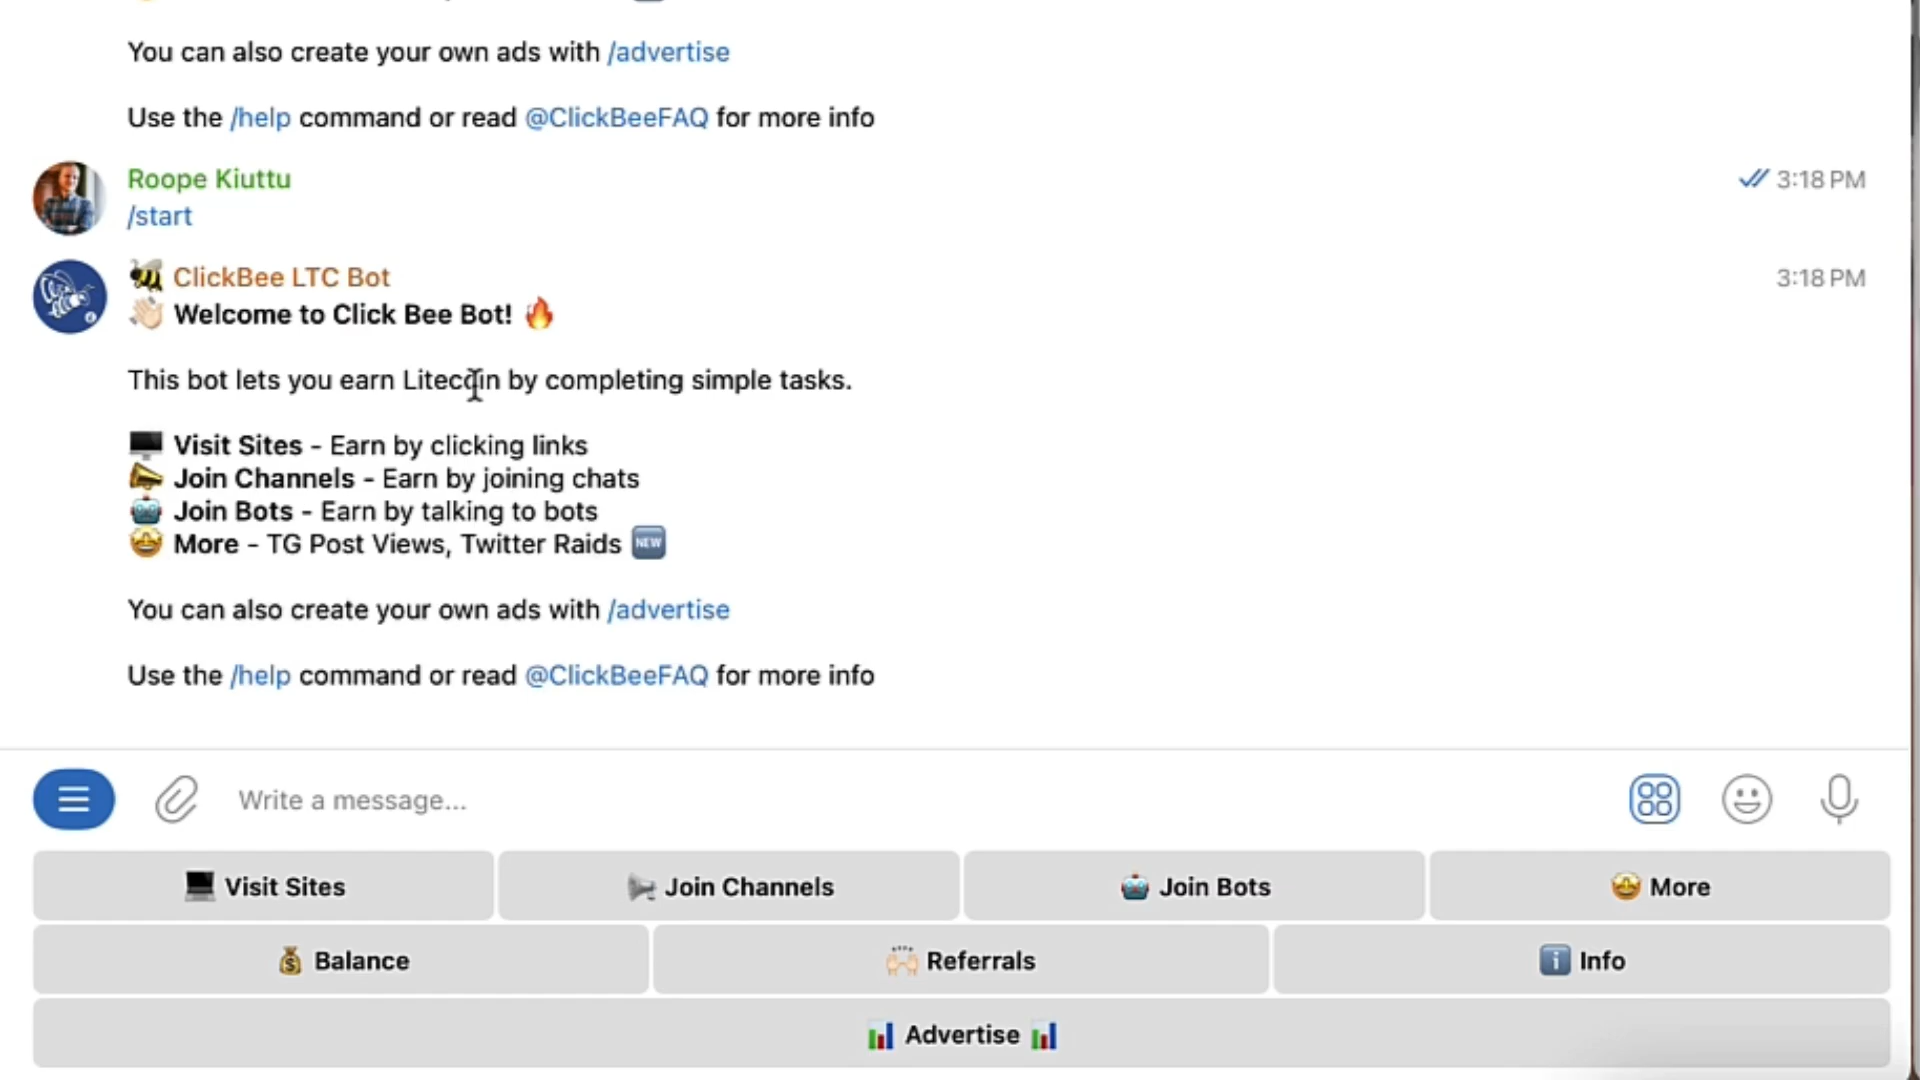 You can also create your own ads with /advertise
Use the /help command or read @ClickBeeFAQ for more info
Roope Kiuttu
3:18 PM
/start
ClickBee LTC Bot
3:18 PM
Welcome to Click Bee Bot!
This bot lets you earn Litecoin by completing simple tasks.
Visit Sites - Earn by clicking links
Join Channels - Earn by joining chats
Join Bots - Earn by talking to bots
More - TG Post Views, Twitter Raids NEW
You can also create your own ads with /advertise
Use the /help command or read @ClickBeeFAQ for more info
Write a message...
Visit Sites
Join Channels
Join Bots
More
Balance
Referrals
Info
Advertise